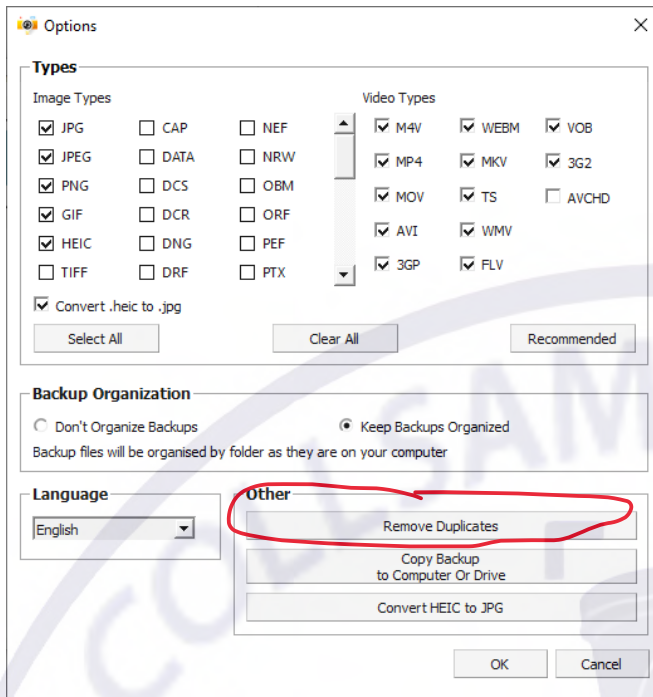 Options
Types
Image Types
Video Types
JPG CAP NEF M4V WEBM VOB
JPEG DATA NRW MP4 MKV 3G2
PNG DCS OBM MOV TS AVCHD
GIF DCR ORF AVI WMV
HEIC DNG PEF 3GP FLV
TIFF DRF PTX
Convert .heic to .jpg
Select All Clear All Recommended
Backup Organization
Don't Organize Backups Keep Backups Organized
Backup files will be organised by folder as they are on your computer
Language
English
Other
Remove Duplicates
Copy Backup
to Computer Or Drive
Convert HEIC to JPG
OK Cancel
COLLSAM